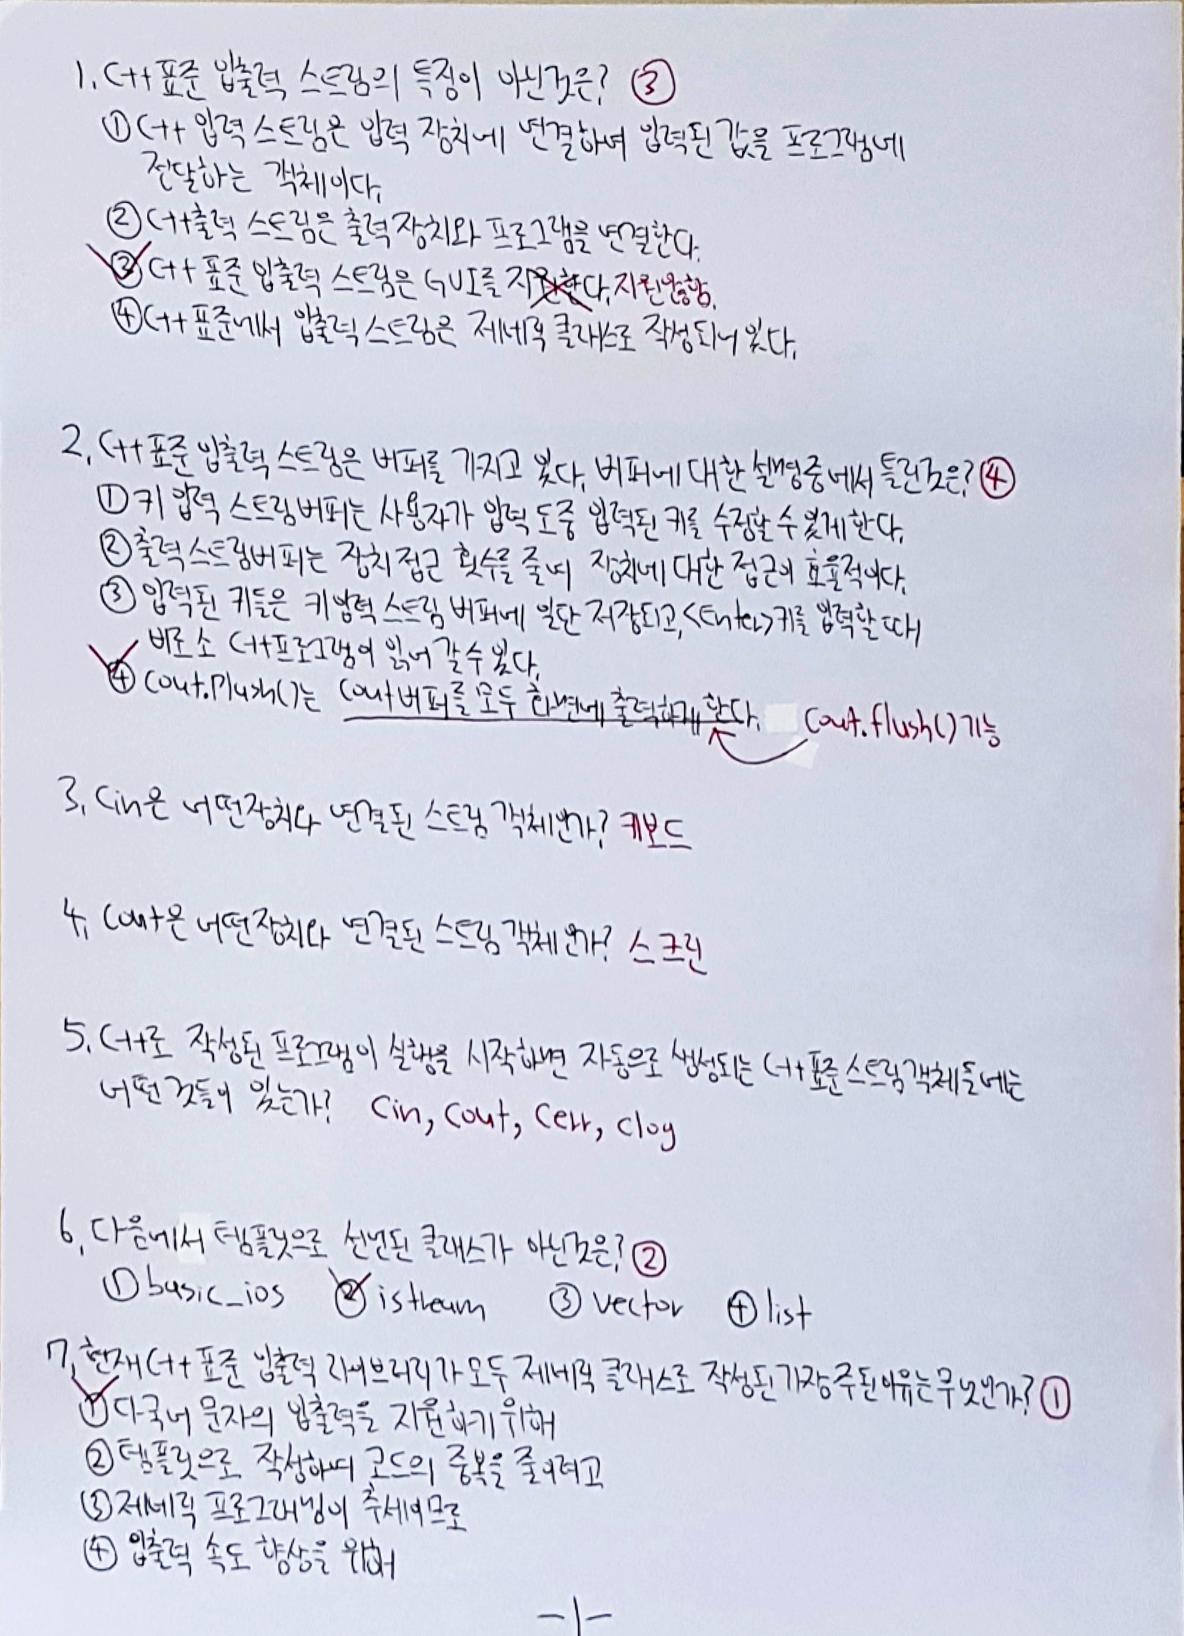 1. C++ 표준 입출력 스트림의 특징이 아닌것은? ③
① C++ 입력 스트림은 입력 장치에 연결하여 입력된 값을 프로그램에
전달하는 객체이다.
② C++출력 스트림은 출력장치와 프로그램을 연결한다.
③ C++ 표준 입출력 스트림은 GUI를 지원한다. 지원않함.
④ C++ 표준에서 입출력 스트림은 제네릭 클래스로 작성되어 있다.
2. C++표준 입출력 스트림은 버퍼를 가지고 있다. 버퍼에 대한 설명중에서 틀린것은? ④
① 키 입력 스트림버퍼는 사용자가 입력 도중 입력된 키를 수정할 수 있게한다.
② 출력스트림버퍼는 장치접근 횟수를 줄여 장치에 대한 접근이 효율적이다.
③ 입력된 키들은 키입력 스트림 버퍼에 일단 저장되고, <Enter>키를 입력할 때
비로소 C++프로그램이 읽어 갈 수 있다.
④ cout.Plush()는 cout버퍼를 모두 화면에 출력하게 한다. cout.flush()기능
3. Cin은 어떤장치와 연결된 스트림 객체인가? 키보드
4. Cout은 어떤장치와 연결된 스트림 객체인가? 스크린
5. C++로 작성된 프로그램이 실행을 시작하면 자동으로 생성되는 C++표준스트림객체들에는
어떤 것들이 있는가? Cin, Cout, Cerr, Clog
6. 다음에서 템플릿으로 선언된 클래스가 아닌것은? ②
① basic_ios ② istream ③ vector ④ list
7. 현재 C++ 표준 입출력 라이브러리가 모두 제네릭 클래스로 작성된 가장 주된이유는 무엇인가? ①
① 다국어 문자의 입출력을 지원하기 위해
② 템플릿으로 작성하여 코드의 중복을 줄이려고
③ 제네릭 프로그래밍이 추세이므로
④ 입출력 속도 향상을 위해
-1-